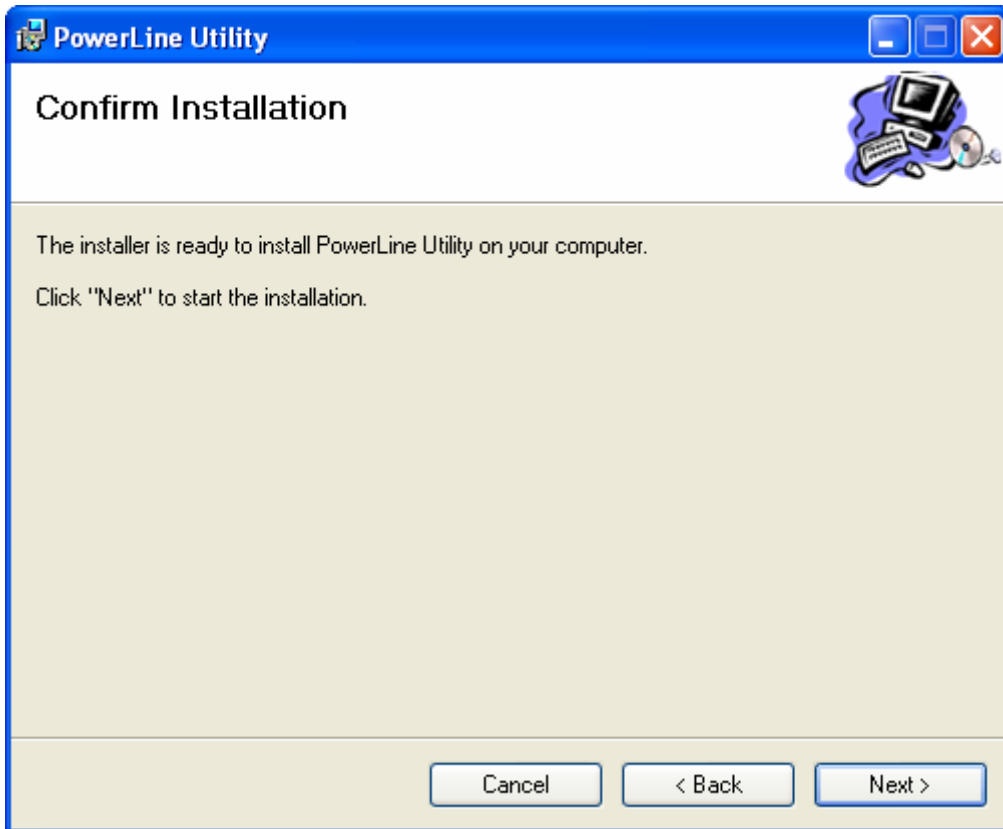 PowerLine Utility
Confirm Installation
The installer is ready to install PowerLine Utility on your computer.
Click "Next" to start the installation.
Cancel
< Back
Next >